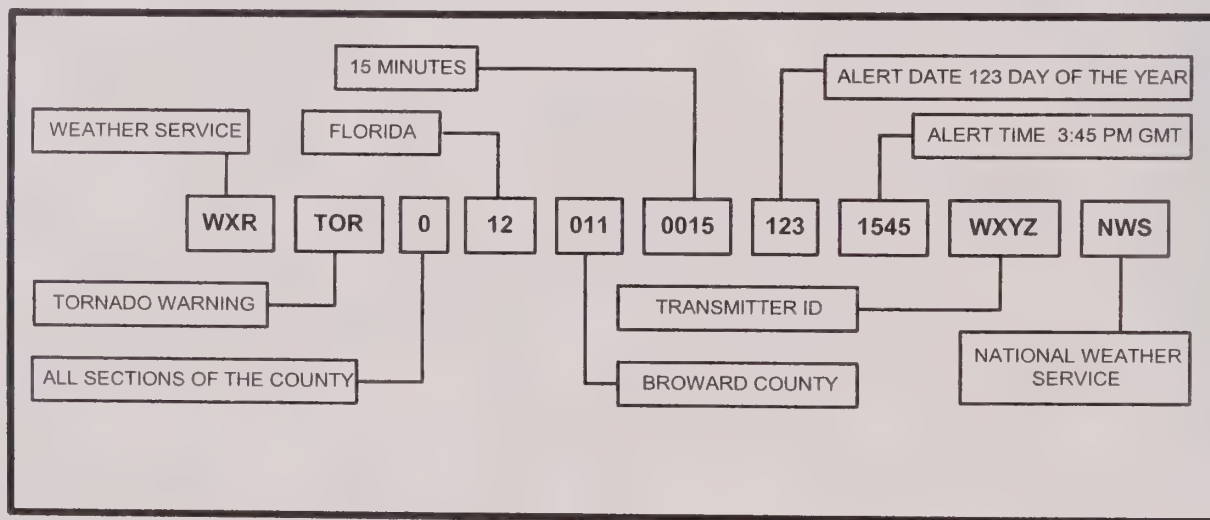 15 MINUTES
ALERT DATE 123 DAY OF THE YEAR
WEATHER SERVICE
FLORIDA
ALERT TIME 3:45 PM GMT
WXR TOR 0 12 011 0015 123 1545 WXYZ NWS
TORNADO WARNING
TRANSMITTER ID
ALL SECTIONS OF THE COUNTY
BROWARD COUNTY
NATIONAL WEATHER
SERVICE